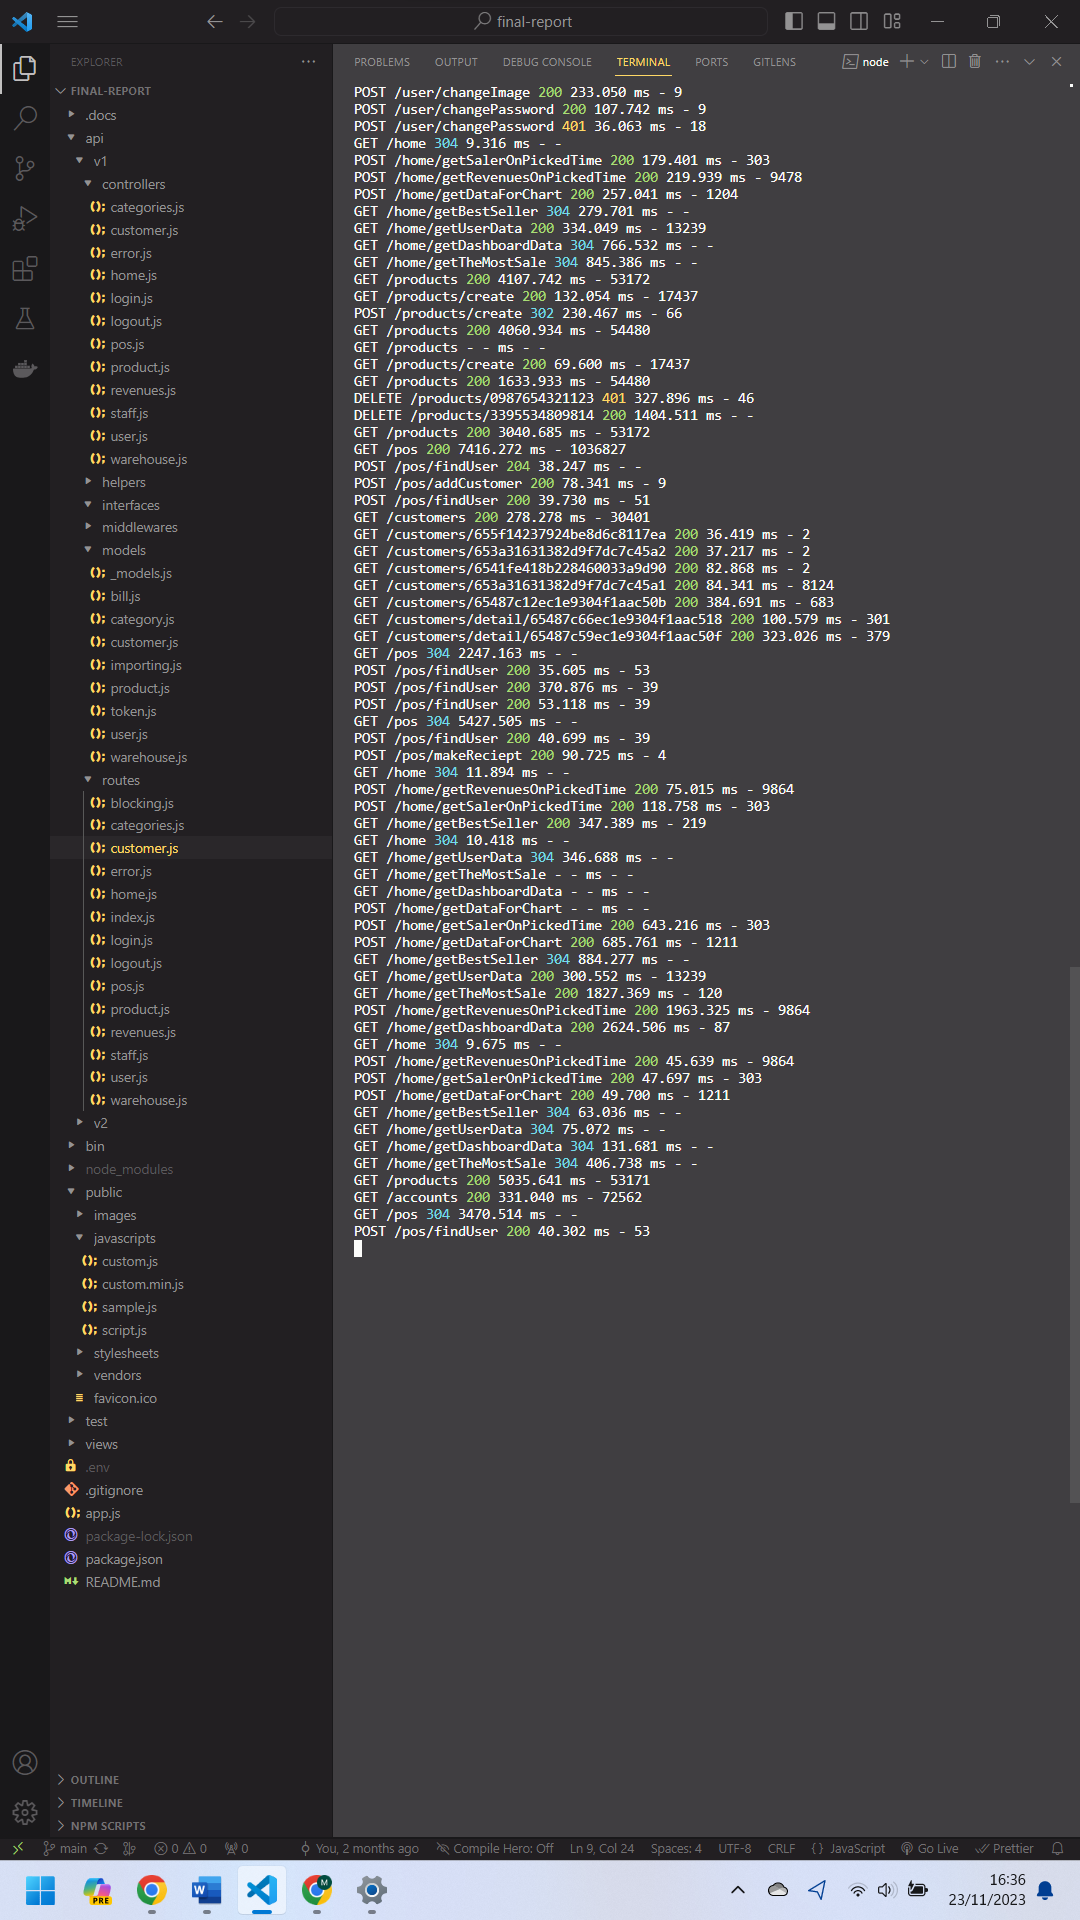 final-report
EXPLORER
FINAL-REPORT
.docs
api
v1
controllers
categories.js
customer.js
error.js
home.js
login.js
logout.js
pos.js
product.js
revenues.js
staff.js
user.js
warehouse.js
helpers
interfaces
middlewares
models
_models.js
bill.js
category.js
customer.js
importing.js
product.js
token.js
user.js
warehouse.js
routes
blocking.js
categories.js
customer.js
error.js
home.js
index.js
login.js
logout.js
pos.js
product.js
revenues.js
staff.js
user.js
warehouse.js
v2
bin
node_modules
public
images
javascripts
custom.js
custom.min.js
sample.js
script.js
stylesheets
vendors
favicon.ico
test
views
.env
.gitignore
app.js
package-lock.json
package.json
README.md
OUTLINE
TIMELINE
NPM SCRIPTS
PROBLEMS OUTPUT DEBUG CONSOLE TERMINAL PORTS GITLENS node
POST /user/changeImage 200 233.050 ms - 9
POST /user/changePassword 200 107.742 ms - 9
POST /user/changePassword 401 36.063 ms - 18
GET /home 304 9.316 ms - -
POST /home/getSalerOnPickedTime 200 179.401 ms - 303
POST /home/getRevenuesOnPickedTime 200 219.939 ms - 9478
POST /home/getDataForChart 200 257.041 ms - 1204
GET /home/getBestSeller 304 279.701 ms - -
GET /home/getUserData 200 334.049 ms - 13239
GET /home/getDashboardData 304 766.532 ms - -
GET /home/getTheMostSale 304 845.386 ms - -
GET /products 200 4107.742 ms - 53172
GET /products/create 200 132.054 ms - 17437
POST /products/create 302 230.467 ms - 66
GET /products 200 4060.934 ms - 54480
GET /products - - ms - -
GET /products/create 200 69.600 ms - 17437
GET /products 200 1633.933 ms - 54480
DELETE /products/0987654321123 401 327.896 ms - 46
DELETE /products/3395534809814 200 1404.511 ms - -
GET /products 200 3040.685 ms - 53172
GET /pos 200 7416.272 ms - 1036827
POST /pos/findUser 204 38.247 ms - -
POST /pos/addCustomer 200 78.341 ms - 9
POST /pos/findUser 200 39.730 ms - 51
GET /customers 200 278.278 ms - 30401
GET /customers/655f14237924be8d6c8117ea 200 36.419 ms - 2
GET /customers/653a31631382d9f7dc7c45a2 200 37.217 ms - 2
GET /customers/6541fe418b228460033a9d90 200 82.868 ms - 2
GET /customers/653a31631382d9f7dc7c45a1 200 84.341 ms - 8124
GET /customers/65487c12ec1e9304f1aac50b 200 384.691 ms - 683
GET /customers/detail/65487c66ec1e9304f1aac518 200 100.579 ms - 301
GET /customers/detail/65487c59ec1e9304f1aac50f 200 323.026 ms - 379
GET /pos 304 2247.163 ms - -
POST /pos/findUser 200 35.605 ms - 53
POST /pos/findUser 200 370.876 ms - 39
POST /pos/findUser 200 53.118 ms - 39
GET /pos 304 5427.505 ms - -
POST /pos/findUser 200 40.699 ms - 39
POST /pos/makeReciept 200 90.725 ms - 4
GET /home 304 11.894 ms - -
POST /home/getRevenuesOnPickedTime 200 75.015 ms - 9864
POST /home/getSalerOnPickedTime 200 118.758 ms - 303
GET /home/getBestSeller 200 347.389 ms - 219
GET /home 304 10.418 ms - -
GET /home/getUserData 304 346.688 ms - -
GET /home/getTheMostSale - - ms - -
GET /home/getDashboardData - - ms - -
POST /home/getDataForChart - - ms - -
POST /home/getSalerOnPickedTime 200 643.216 ms - 303
POST /home/getDataForChart 200 685.761 ms - 1211
GET /home/getBestSeller 304 884.277 ms - -
GET /home/getUserData 200 300.552 ms - 13239
GET /home/getTheMostSale 200 1827.369 ms - 120
POST /home/getRevenuesOnPickedTime 200 1963.325 ms - 9864
GET /home/getDashboardData 200 2624.506 ms - 87
GET /home 304 9.675 ms - -
POST /home/getRevenuesOnPickedTime 200 45.639 ms - 9864
POST /home/getSalerOnPickedTime 200 47.697 ms - 303
POST /home/getDataForChart 200 49.700 ms - 1211
GET /home/getBestSeller 304 63.036 ms - -
GET /home/getUserData 304 75.072 ms - -
GET /home/getDashboardData 304 131.681 ms - -
GET /home/getTheMostSale 304 406.738 ms - -
GET /products 200 5035.641 ms - 53171
GET /accounts 200 331.040 ms - 72562
GET /pos 304 3470.514 ms - -
POST /pos/findUser 200 40.302 ms - 53
main 0 0 0 You, 2 months ago Compile Hero: Off Ln 9, Col 24 Spaces: 4 UTF-8 CRLF { } JavaScript Go Live Prettier
PRE
W
M
16:36
23/11/2023